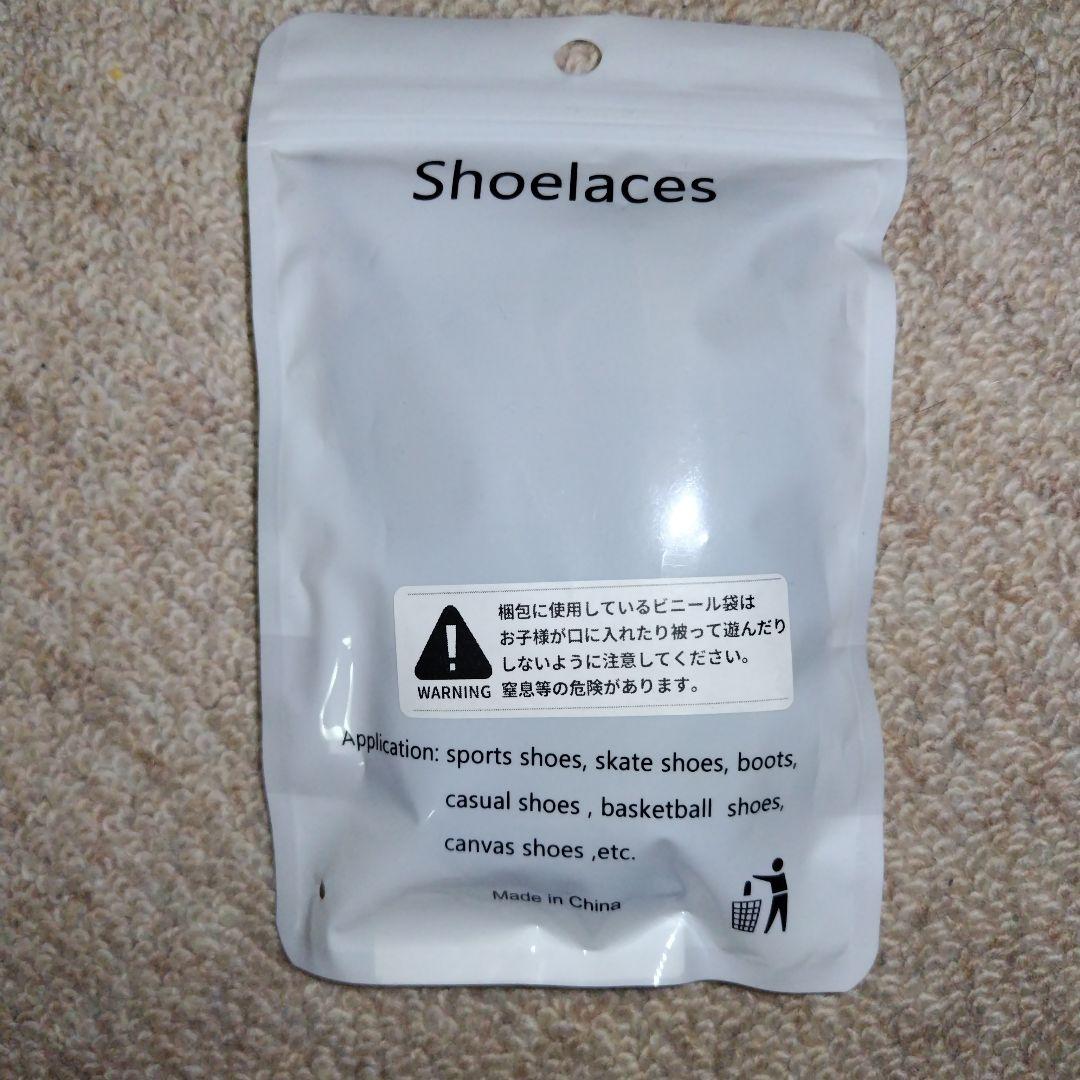 Shoelaces
梱包に使用しているビニール袋は
お子様が口に入れたり被って遊んだり
しないように注意してください。
WARNING 窒息等の危険があります。
Application: sports shoes, skate shoes, boots,
casual shoes , basketball shoes,
canvas shoes ,etc.
Made in China